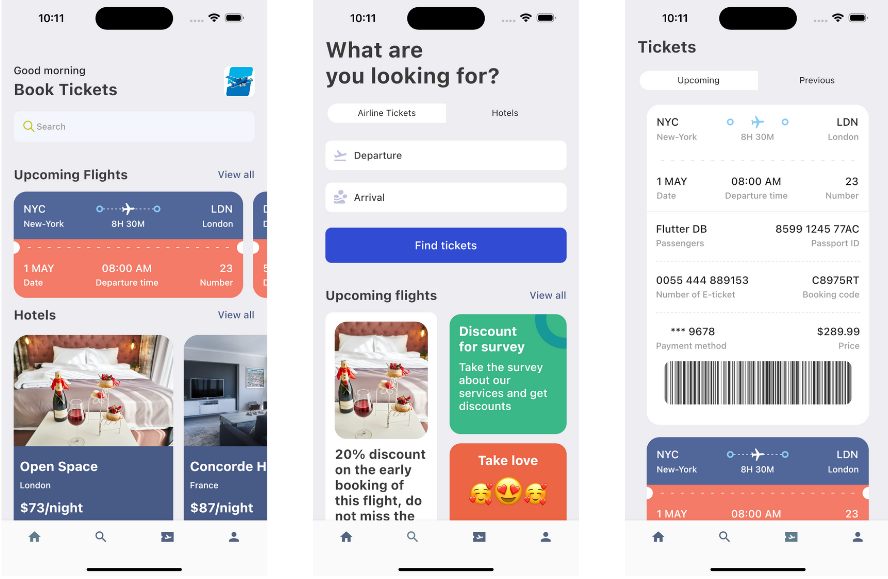 10:11
Good morning
Book Tickets
Search
Upcoming Flights
View all
NYC
LDN
New-York
8H 30M
London
1 MAY
08:00 AM
23
Date
Departure time
Number
Hotels
View all
Open Space
London
$73/night
Concorde H
France
$87/night
10:11
What are
you looking for?
Airline Tickets
Hotels
Departure
Arrival
Find tickets
Upcoming flights
View all
20% discount
on the early
booking of
this flight, do
not miss the
Discount
for survey
Take the survey
about our
services and get
discounts
Take love
10:11
Tickets
Upcoming
Previous
NYC
LDN
New-York
8H 30M
London
1 MAY
08:00 AM
23
Date
Departure time
Number
Flutter DB
8599 1245 77AC
Passengers
Passport ID
0055 444 889153
C8975RT
Number of E-ticket
Booking code
*** 9678
$289.99
Payment method
Price
NYC
LDN
New-York
8H 30M
London
1 MAY
08:00 AM
23